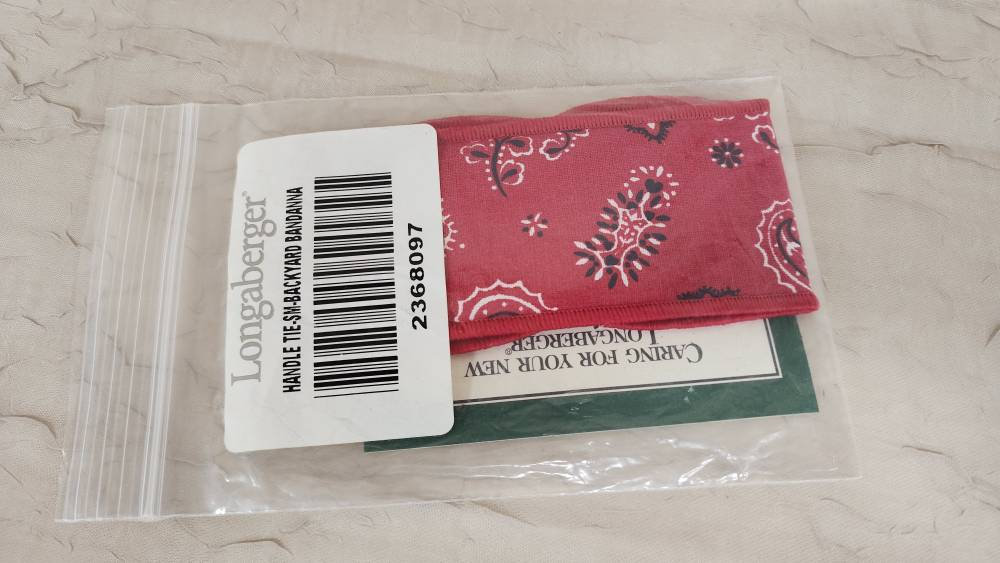 Longaberger®
HANDLE TIE-SM-BACKYARD BANDANNA
2368097
CARING FOR YOUR NEW
LONGABERGER®